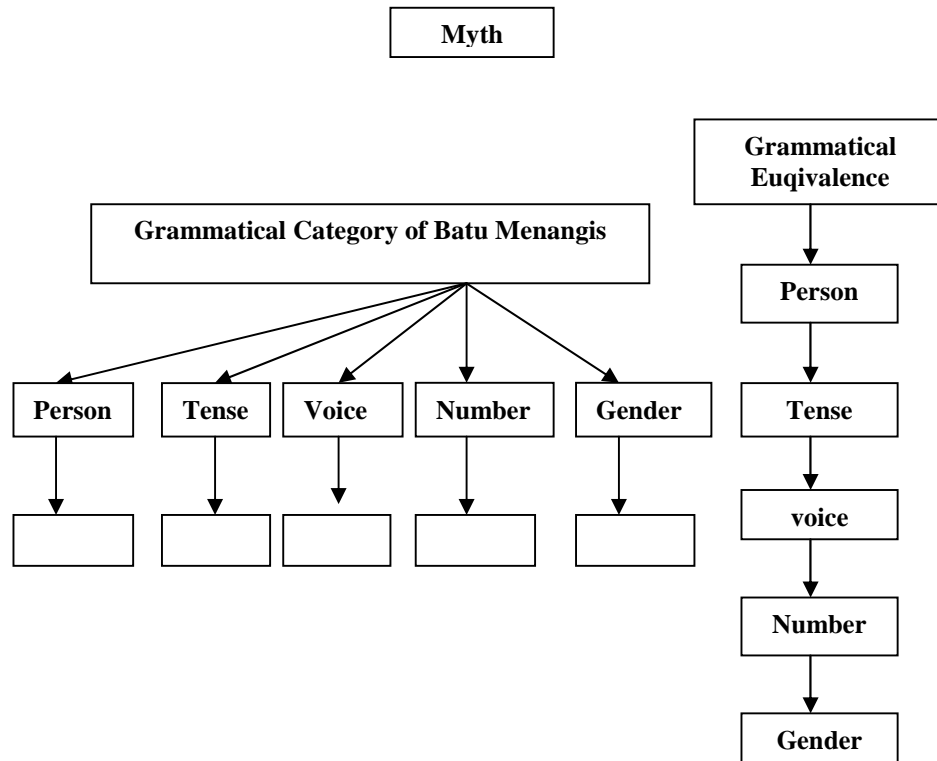 Myth
Grammatical
Euqivalence
Grammatical Category of Batu Menangis
Person
Person
Tense
Voice
Number
Gender
Tense
voice
Number
Gender